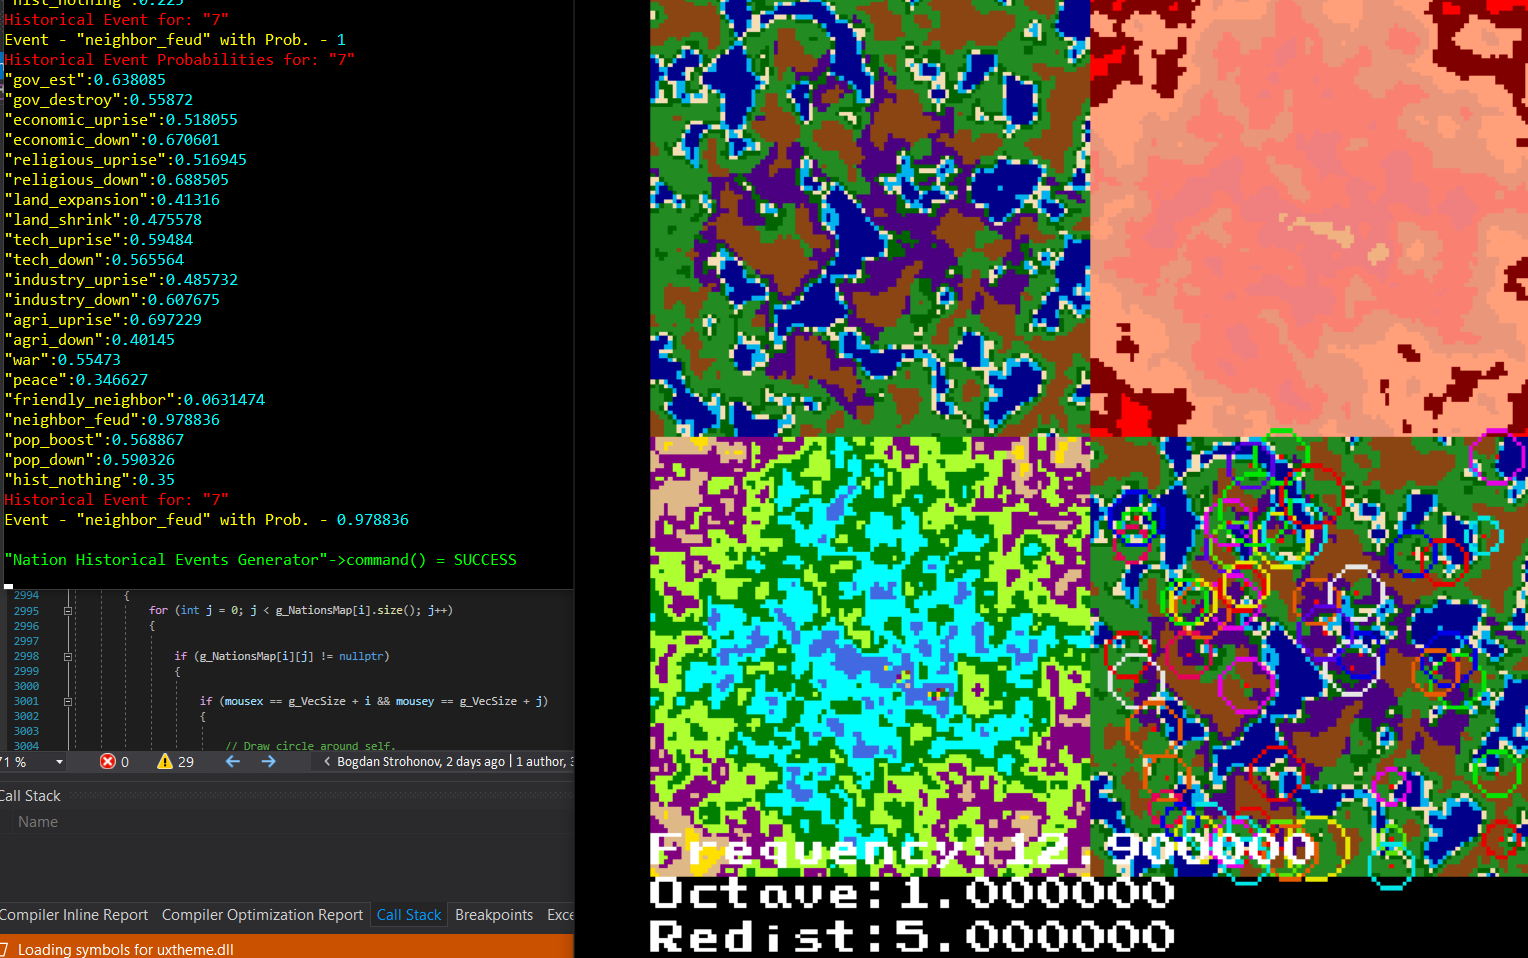 "hist_nothing":0.225
Historical Event for: "7"
Event - "neighbor_feud" with Prob. - 1
Historical Event Probabilities for: "7"
"gov_est":0.638085
"gov_destroy":0.55872
"economic_uprise":0.518055
"economic_down":0.670601
"religious_uprise":0.516945
"religious_down":0.688505
"land_expansion":0.41316
"land_shrink":0.475578
"tech_uprise":0.59484
"tech_down":0.565564
"industry_uprise":0.485732
"industry_down":0.607675
"agri_uprise":0.697229
"agri_down":0.40145
"war":0.55473
"peace":0.346627
"friendly_neighbor":0.0631474
"neighbor_feud":0.978836
"pop_boost":0.568867
"pop_down":0.590326
"hist_nothing":0.35
Historical Event for: "7"
Event - "neighbor_feud" with Prob. - 0.978836
"Nation Historical Events Generator"->command() = SUCCESS
2994 {
2995 for (int j = 0; j < g_NationsMap[i].size(); j++)
2996 {
2997
2998 if (g_NationsMap[i][j] != nullptr)
2999 {
3000
3001 if (mousex == g_VecSize + i && mousey == g_VecSize + j)
3002 {
3003
3004 // Draw circle around self.
71 % 0 29 Bogdan Strohonov, 2 days ago | 1 author, 3
Call Stack
Name
Compiler Inline Report Compiler Optimization Report Call Stack Breakpoints Exce
Loading symbols for uxtheme.dll
Frequency:12.900000
Octave:1.000000
Redist:5.000000